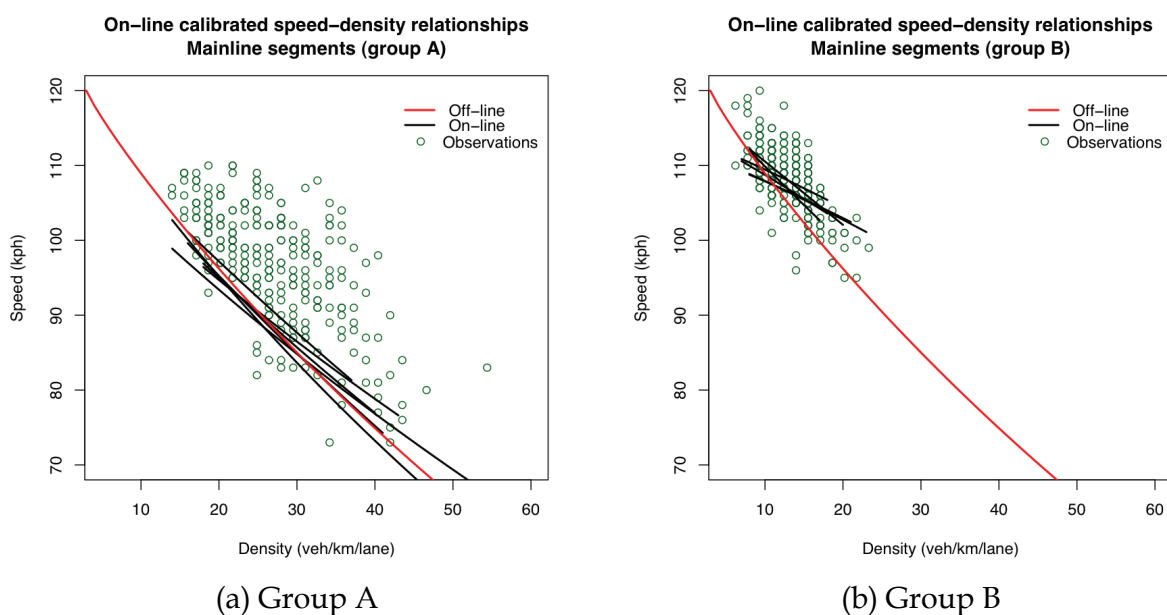 On−line calibrated speed−density relationships
Mainline segments (group A)
120
110
100
90
80
70
Speed (kph)
Off−line
On−line
Observations
10 20 30 40 50 60
Density (veh/km/lane)
(a) Group A
On−line calibrated speed−density relationships
Mainline segments (group B)
120
110
100
90
80
70
Speed (kph)
Off−line
On−line
Observations
10 20 30 40 50 60
Density (veh/km/lane)
(b) Group B